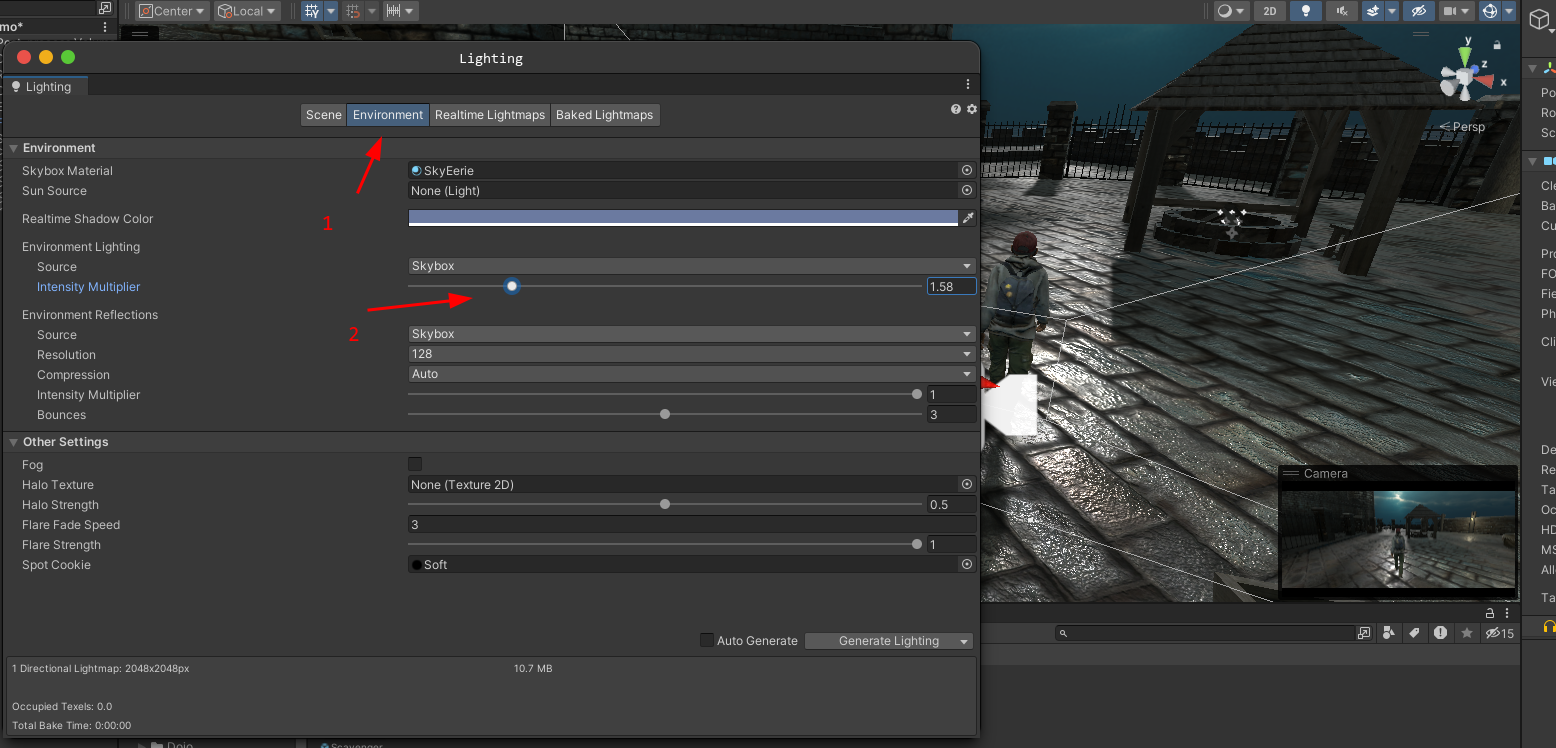 Center
Local
2D
mo*
Lighting
Lighting
Scene
Environment
Realtime Lightmaps
Baked Lightmaps
Environment
Skybox Material
SkyEerie
Sun Source
None (Light)
Realtime Shadow Color
1
Environment Lighting
Source
Skybox
Intensity Multiplier
1.58
2
Environment Reflections
Source
Skybox
Resolution
128
Compression
Auto
Intensity Multiplier
1
Bounces
3
Other Settings
Fog
Halo Texture
None (Texture 2D)
Halo Strength
0.5
Flare Fade Speed
3
Flare Strength
1
Spot Cookie
Soft
Auto Generate
Generate Lighting
1 Directional Lightmap: 2048x2048px
10.7 MB
Occupied Texels: 0.0
Total Bake Time: 0:00:00
Dojo
Scavenger
y
z
x
Persp
Camera
15
Po
Ro
Sc
Cle
Ba
Cu
Pro
FO
Fie
Ph
Cli
Vie
De
Re
Ta
Oc
HD
MS
All
Ta